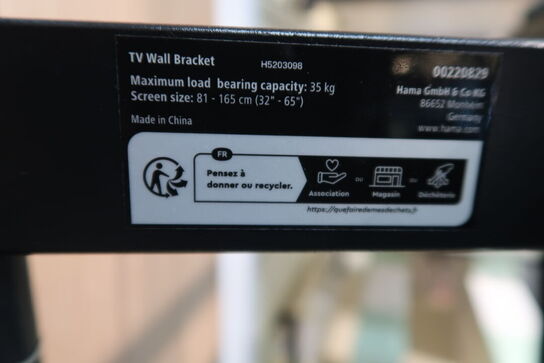 TV Wall Bracket H5203098
Maximum load bearing capacity: 35 kg
Screen size: 81 - 165 cm (32" - 65")
Made in China
00220829
Hama GmbH & Co KG
86652 Monheim
Germany
www.hama.com
FR
Pensez à
donner ou recycler.
Association
ou
Magasin
ou
Déchèterie
https://quefairedemesdechets.fr